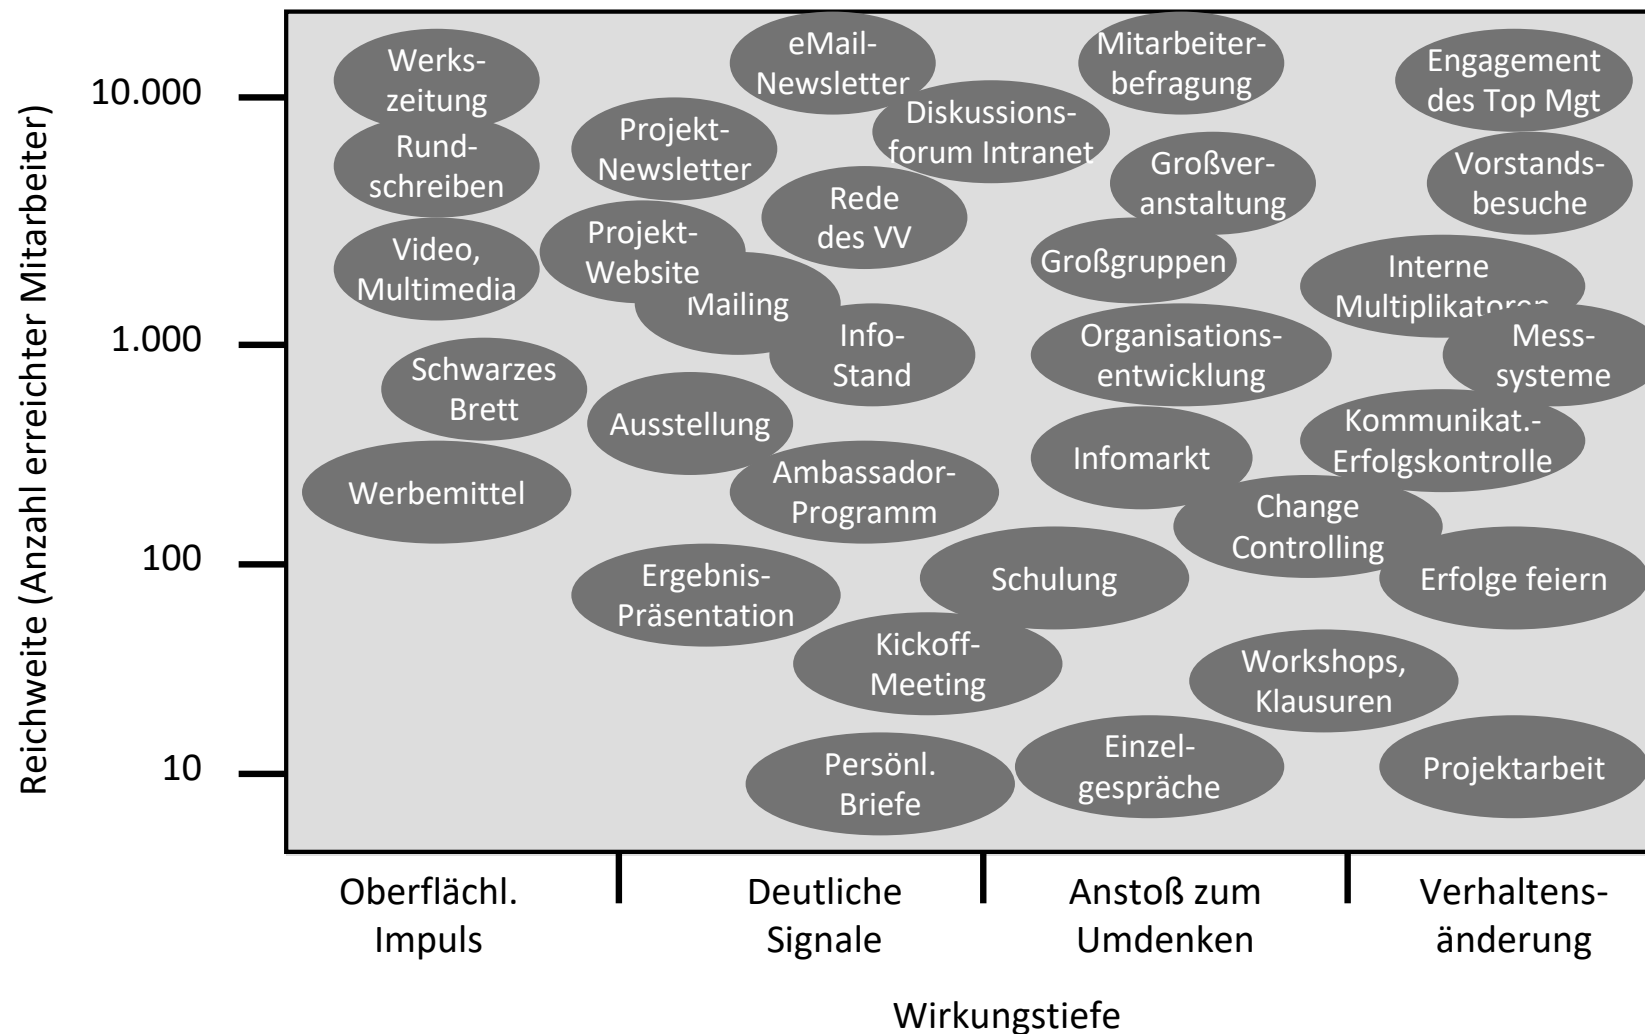 Reichweite (Anzahl erreichter Mitarbeiter)
10.000
1.000
100
10
Werks-
zeitung
Rund-
schreiben
Video,
Multimedia
Schwarzes
Brett
Werbemittel
eMail-
Newsletter
Projekt-
Newsletter
Diskussions-
forum Intranet
Rede
des VV
Projekt-
Website
Mailing
Info-
Stand
Ausstellung
Ambassador-
Programm
Ergebnis-
Präsentation
Kickoff-
Meeting
Persönl.
Briefe
Mitarbeiter-
befragung
Großver-
anstaltung
Großgruppen
Organisations-
entwicklung
Infomarkt
Change
Controlling
Schulung
Workshops,
Klausuren
Einzel-
gespräche
Engagement
des Top Mgt
Vorstands-
besuche
Interne
Multiplikatoren
Mess-
systeme
Kommunikat.-
Erfolgskontrolle
Erfolge feiern
Projektarbeit
Oberflächl.
Impuls
Deutliche
Signale
Anstoß zum
Umdenken
Verhaltens-
änderung
Wirkungstiefe